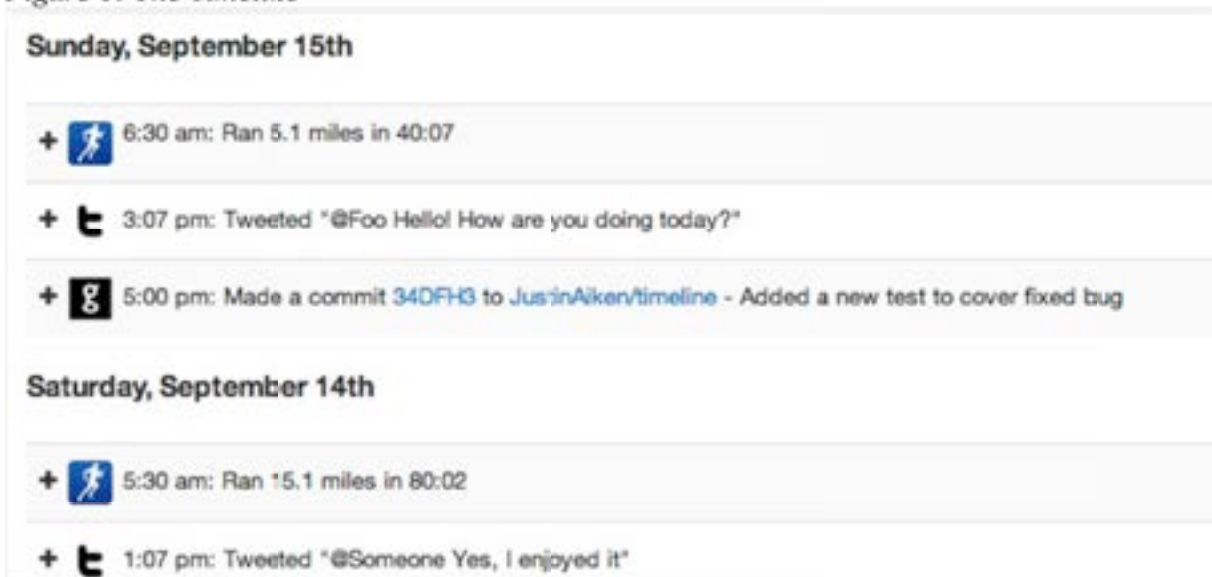 Sunday, September 15th
6:30 am: Ran 5.1 miles in 40:07
3:07 pm: Tweeted "@Foo Hello! How are you doing today?"
5:00 pm: Made a commit 34DFH3 to JustinAiken/timeline - Added a new test to cover fixed bug
Saturday, September 14th
5:30 am: Ran 15.1 miles in 80:02
1:07 pm: Tweeted "@Someone Yes, I enjoyed it"